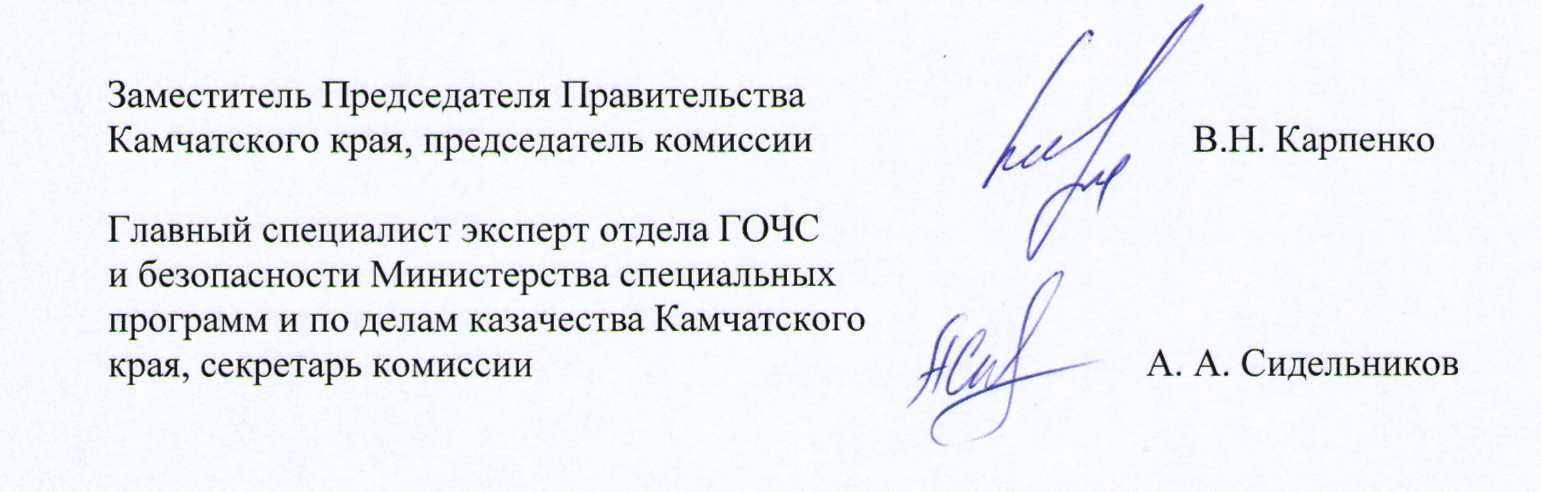 Заместитель Председателя Правительства
Камчатского края, председатель комиссии В.Н. Карпенко
Главный специалист эксперт отдела ГОЧС
и безопасности Министерства специальных
программ и по делам казачества Камчатского
края, секретарь комиссии А. А. Сидельников